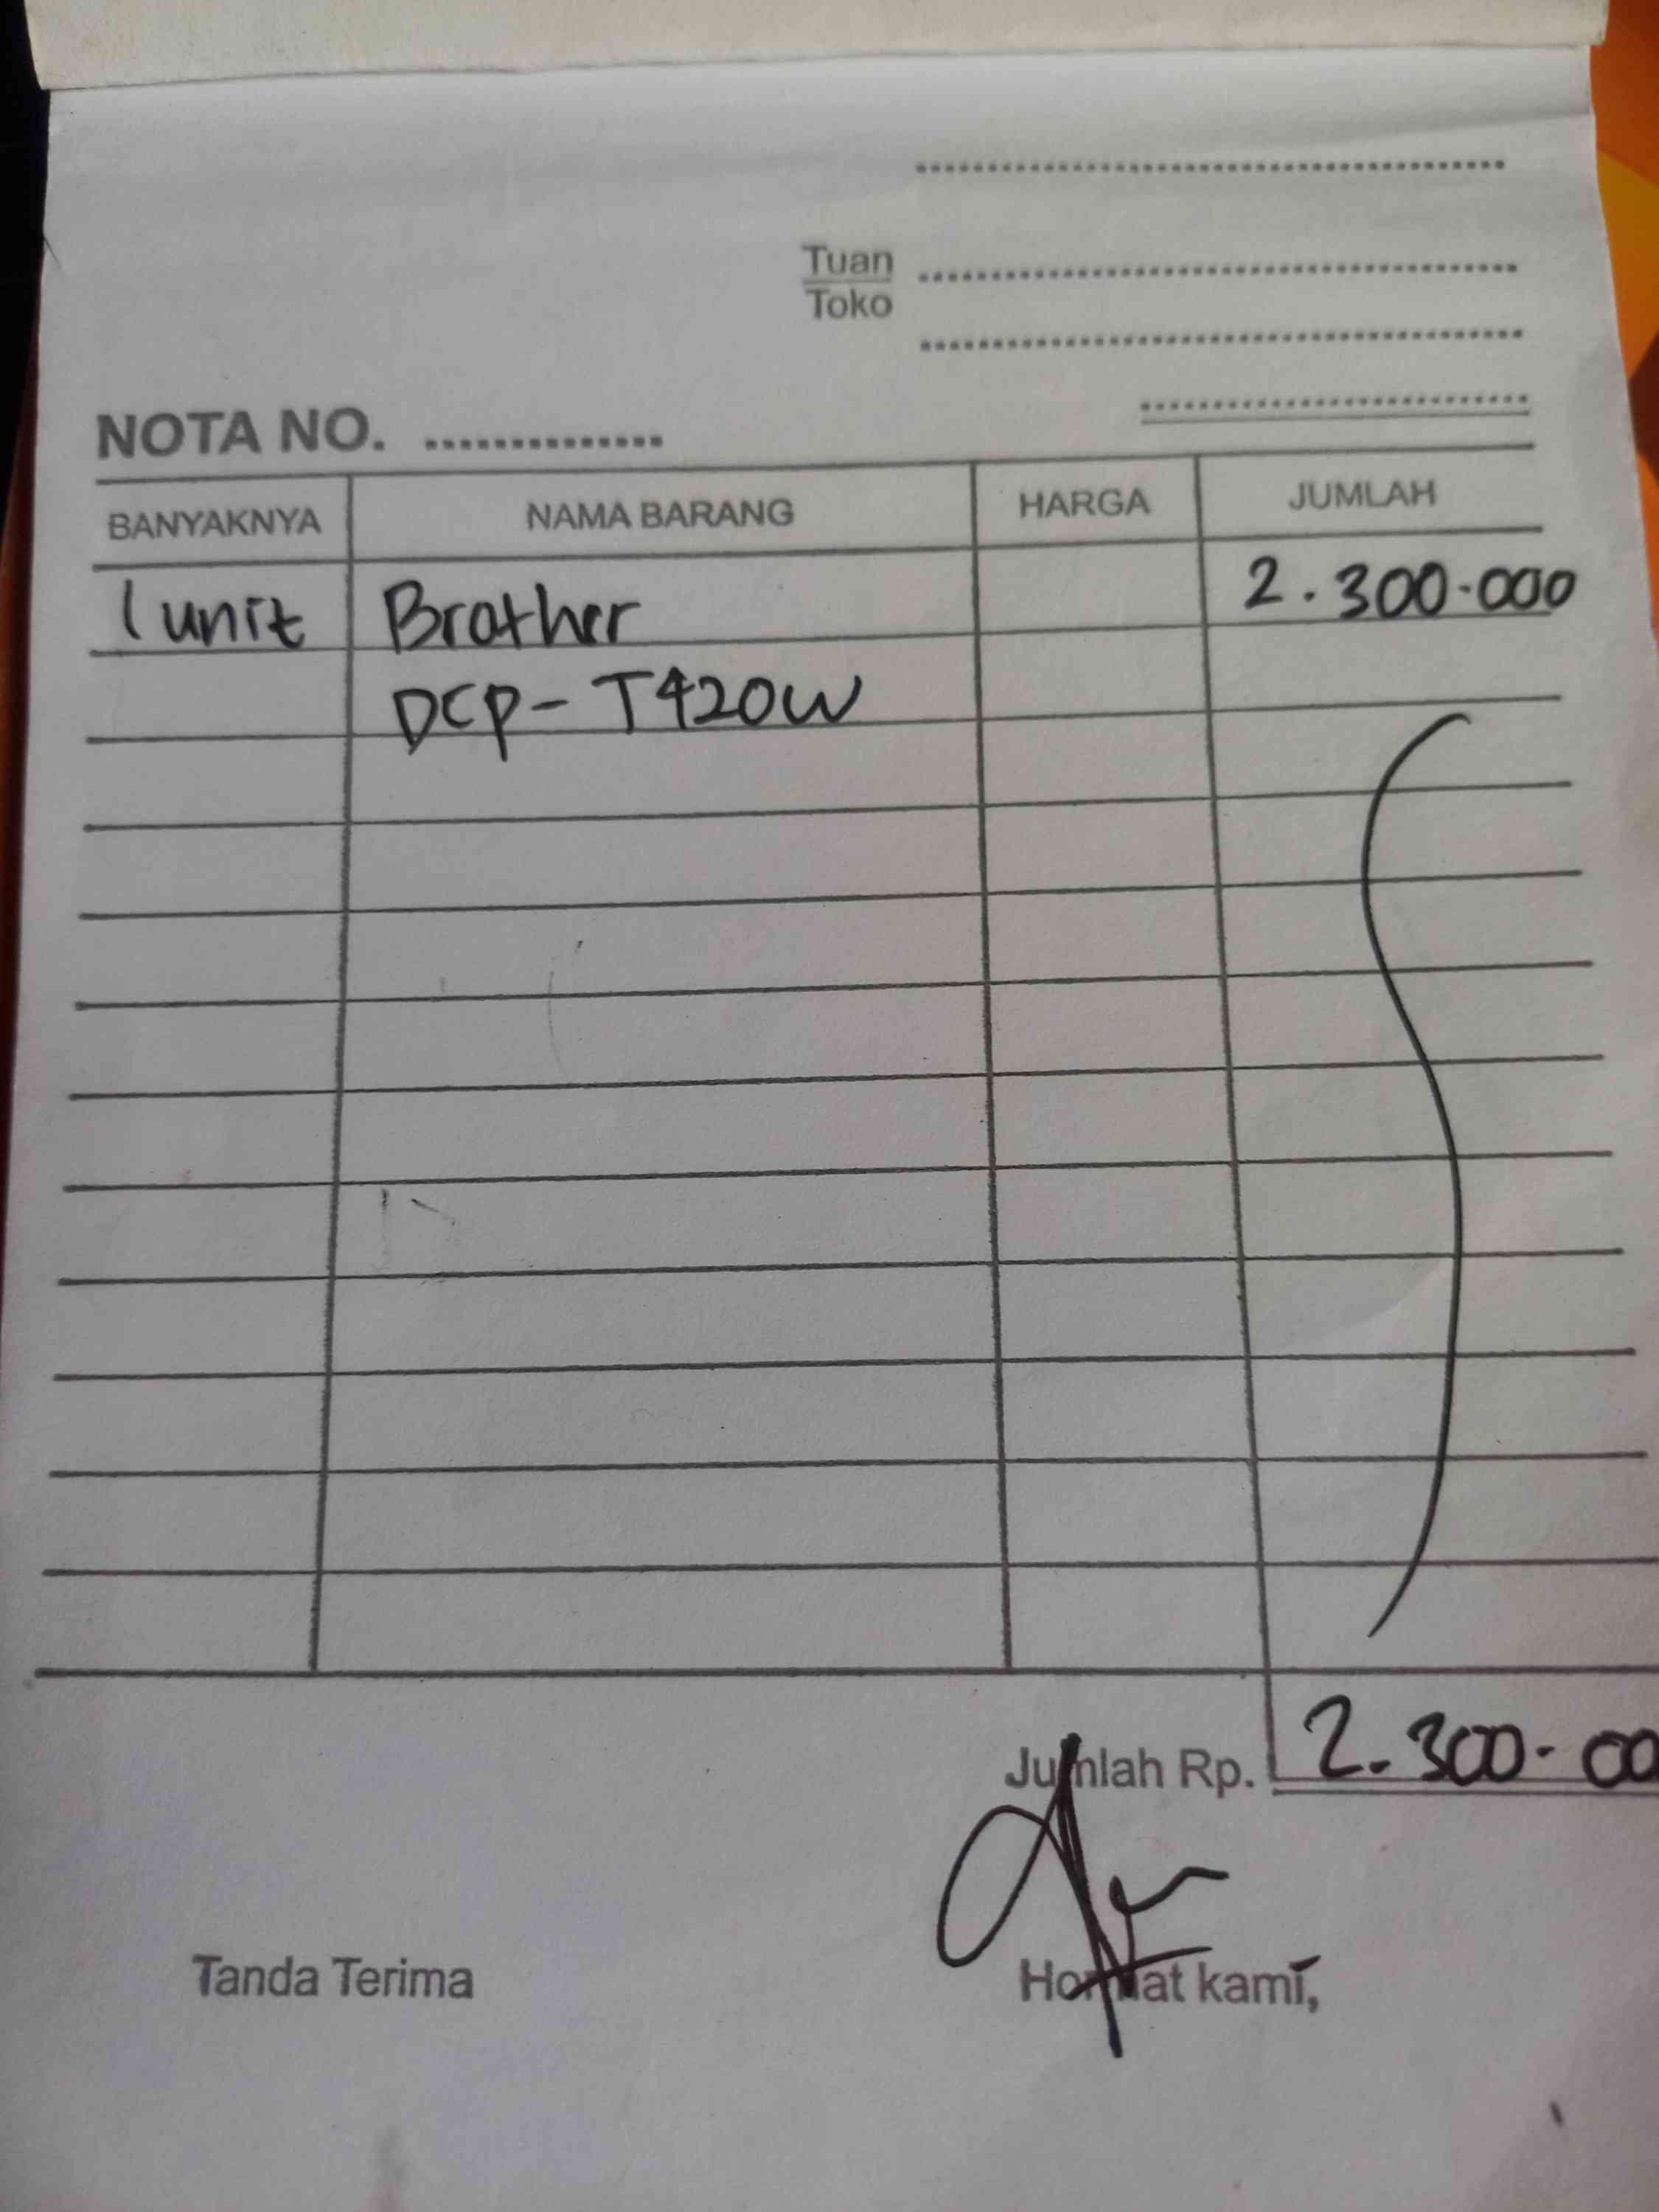 Tuan
Toko
NOTA NO. ..............
BANYAKNYA NAMA BARANG HARGA JUMLAH
1 unit Brother 2.300.000
DCP-T420W
Jumlah Rp. 2.300.00
Tanda Terima Hormat kami,